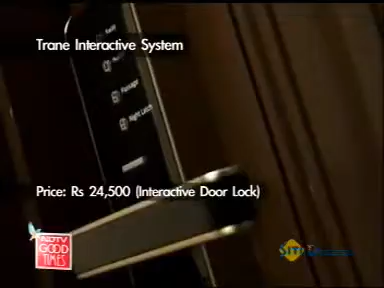 Trane Interactive System
Passage
Night Latch
Price: Rs 24,500 (Interactive Door Lock)
NDTV
GOOD
TIMES